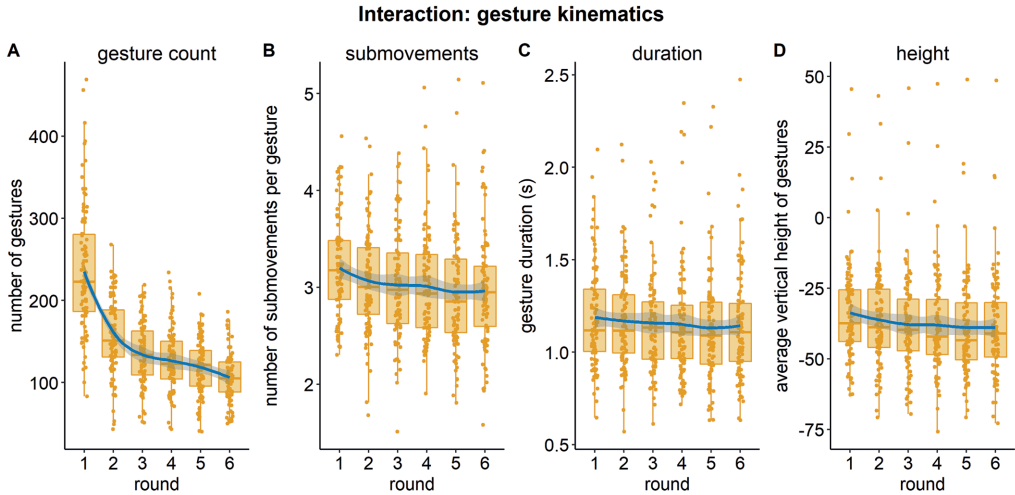 Interaction: gesture kinematics
A
gesture count
number of gestures
400
300
200
100
1 2 3 4 5 6
round
B
submovements
number of submovements per gesture
5
4
3
2
1 2 3 4 5 6
round
C
duration
gesture duration (s)
2.5
2.0
1.5
1.0
0.5
1 2 3 4 5 6
round
D
height
average vertical height of gestures
50
25
0
-25
-50
-75
1 2 3 4 5 6
round